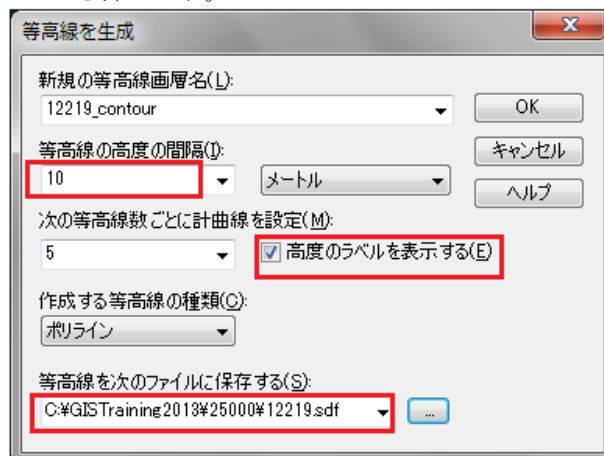 等高線を生成
新規の等高線画層名(L):
12219_contour
OK
等高線の高度の間隔(I):
キャンセル
10
メートル
ヘルプ
次の等高線数ごとに計曲線を設定(M):
5
高度のラベルを表示する(E)
作成する等高線の種類(C):
ポリライン
等高線を次のファイルに保存する(S):
C:¥GISTraining2013¥25000¥12219.sdf
...